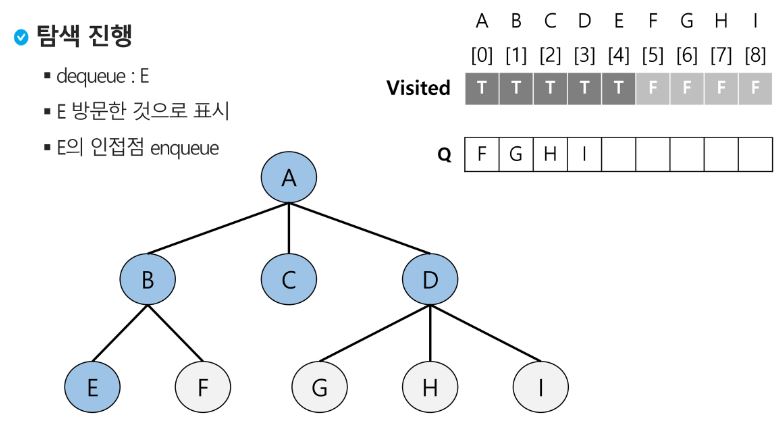 탐색 진행
▪ dequeue : E
▪ E 방문한 것으로 표시
▪ E의 인접점 enqueue
A B C D E F G H I
[0] [1] [2] [3] [4] [5] [6] [7] [8]
Visited T T T T T F F F F
Q F G H I
A
B C D
E F G H I